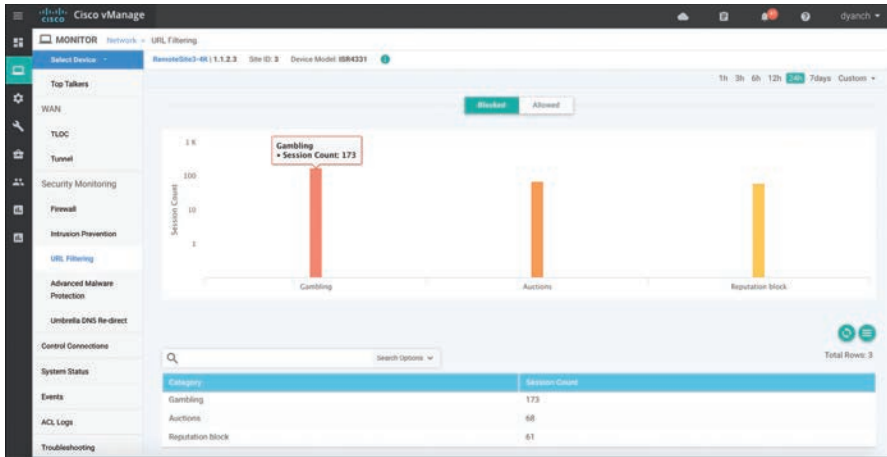 cisco Cisco vManage
dyanch
MONITOR Network > URL Filtering
Select Device
RemoteSite3-4K | 1.1.2.3 Site ID: 3 Device Model: ISR4331
Top Talkers
1h 3h 6h 12h 24h 7days Custom
WAN
Blocked Allowed
TLOC
Tunnel
Security Monitoring
Firewall
Intrusion Prevention
URL Filtering
Advanced Malware
Protection
Umbrella DNS Re-direct
Control Connections
System Status
Events
ACL Logs
Troubleshooting
Session Count
1 K
100
10
1
Gambling
• Session Count: 173
Gambling Auctions Reputation block
Search Options
Total Rows: 3
Category Session Count
Gambling 173
Auctions 68
Reputation block 61